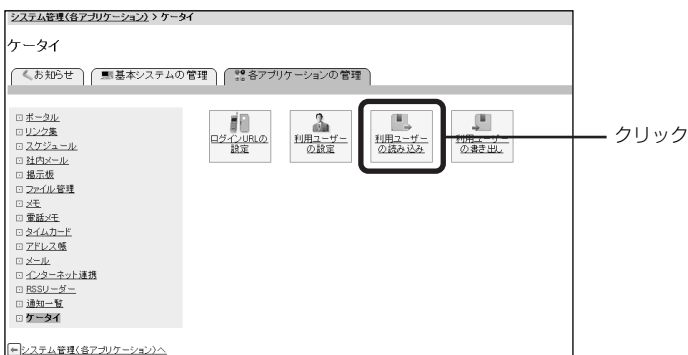 システム管理(各アプリケーション) > ケータイ
ケータイ
お知らせ 基本システムの管理 各アプリケーションの管理
ポータル
リンク集
スケジュール
社内メール
掲示板
ファイル管理
メモ
電話メモ
タイムカード
アドレス帳
メール
インターネット連携
RSSリーダー
通知一覧
ケータイ
ログインURLの
設定
利用ユーザー
の設定
利用ユーザー
の読み込み
利用ユーザー
の書き出し
クリック
システム管理(各アプリケーション)へ